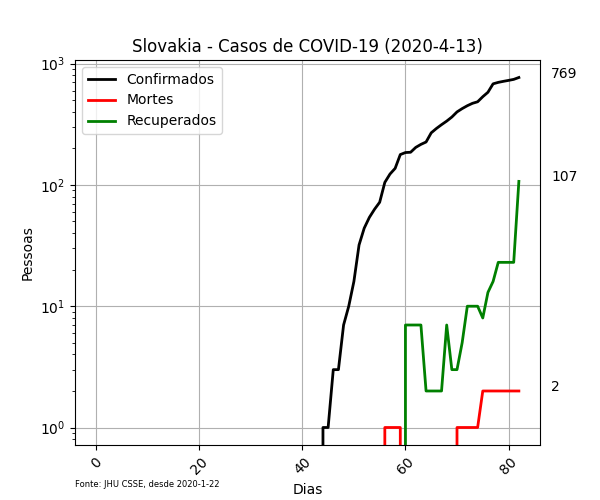 Slovakia - Casos de COVID-19 (2020-4-13)
Confirmados
Mortes
Recuperados
10³
10²
10¹
10⁰
Pessoas
769
107
2
0
20
40
60
80
Dias
Fonte: JHU CSSE, desde 2020-1-22